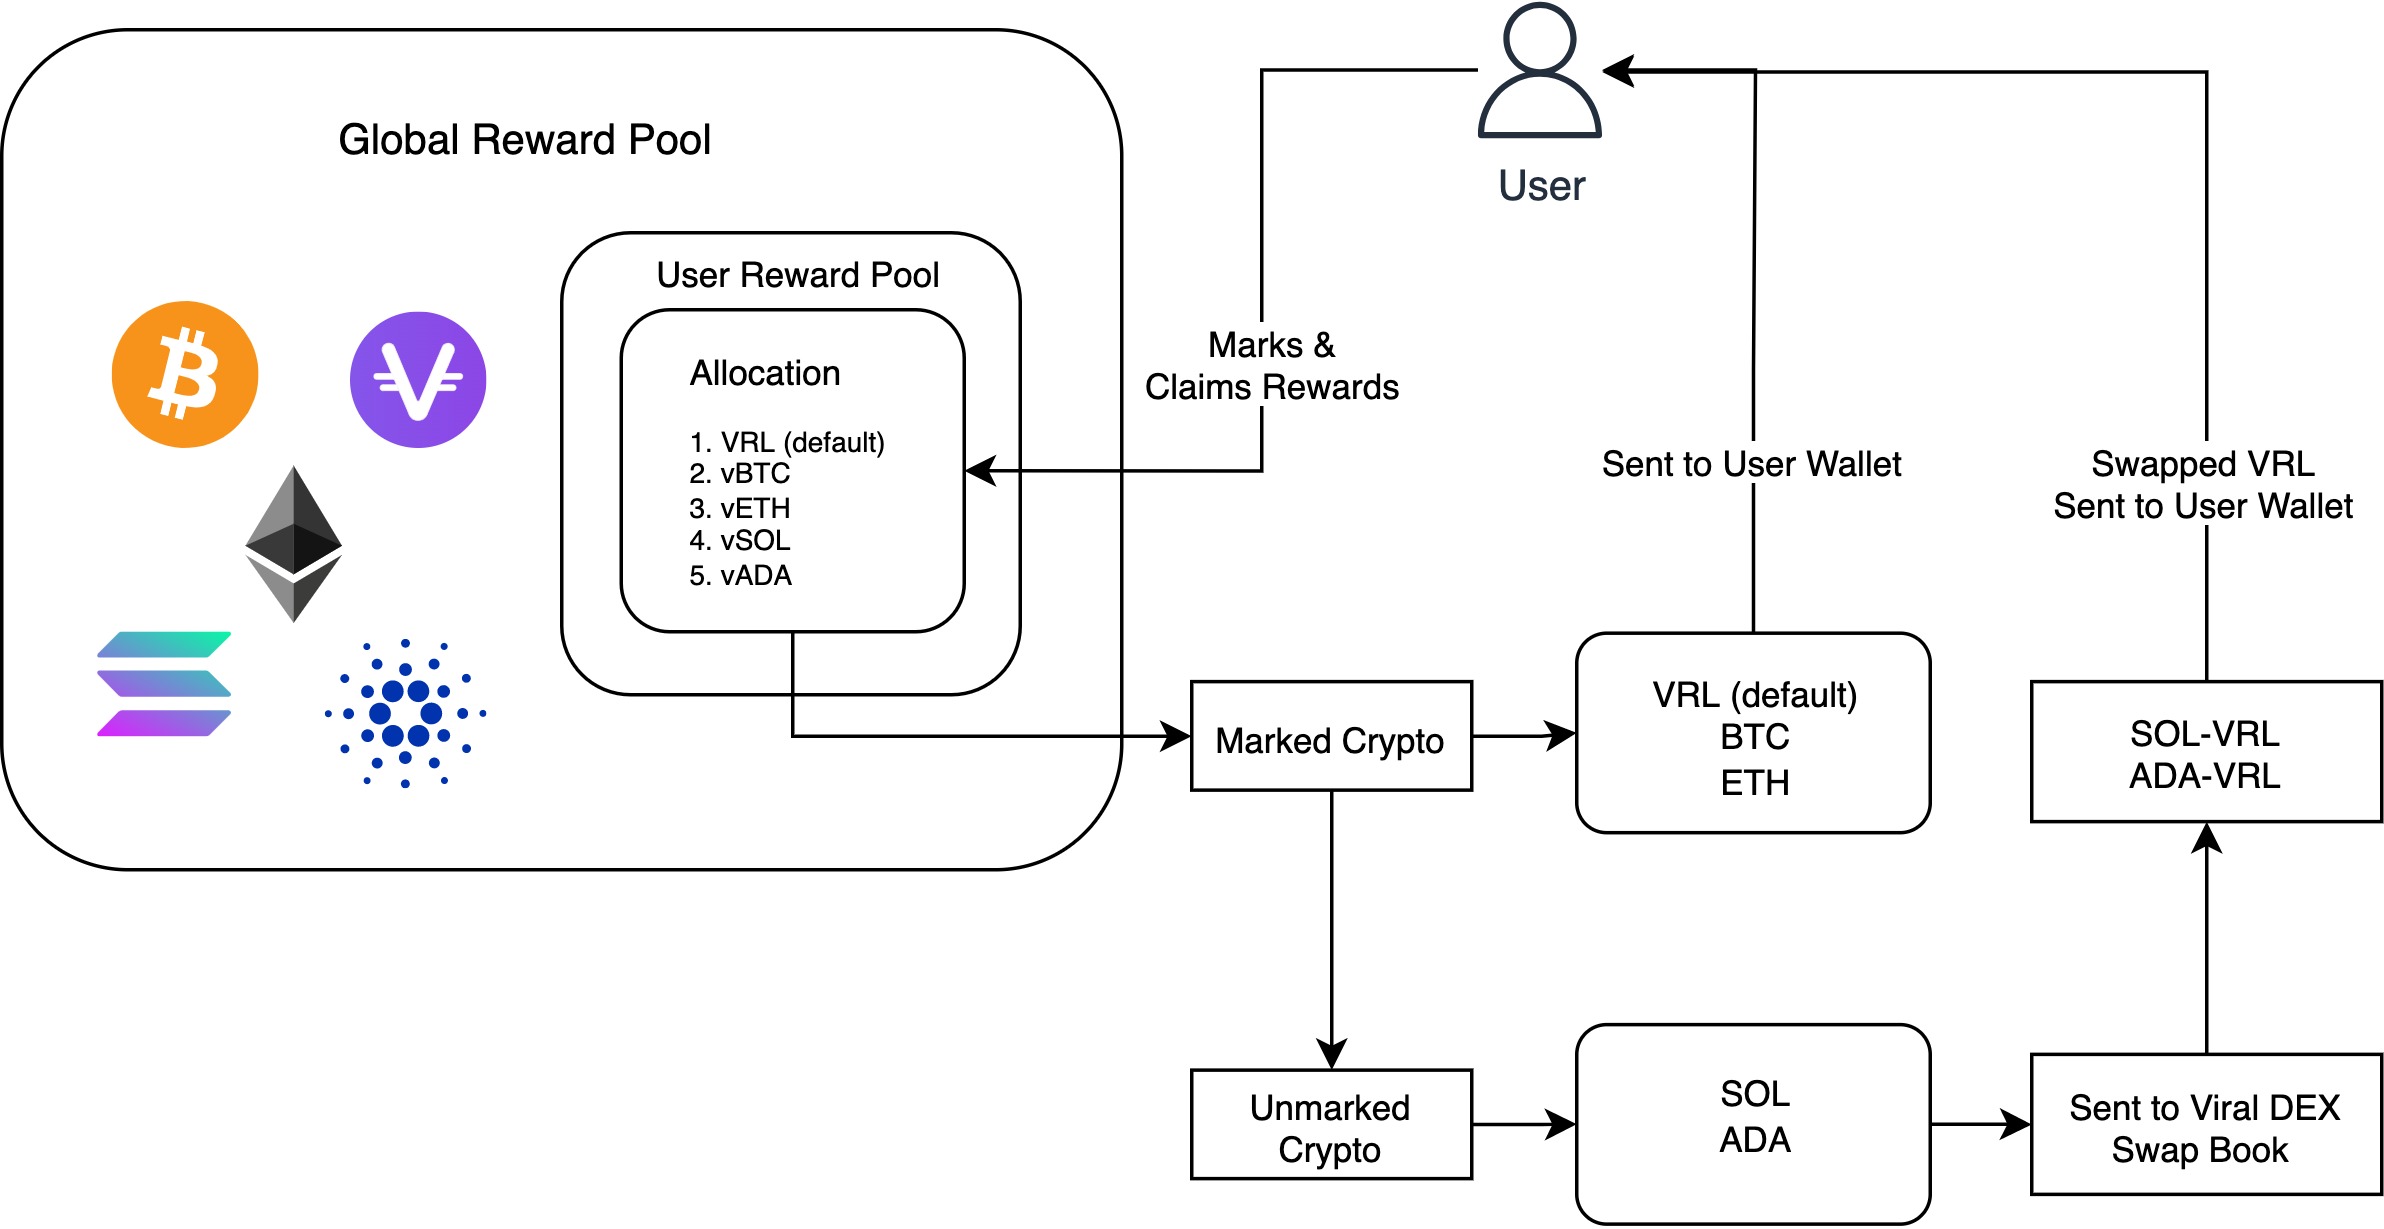 Global Reward Pool
User Reward Pool
Allocation
1. VRL (default)
2. vBTC
3. vETH
4. vSOL
5. vADA
User
Marks &
Claims Rewards
Sent to User Wallet
Swapped VRL
Sent to User Wallet
Marked Crypto
VRL (default)
BTC
ETH
SOL-VRL
ADA-VRL
Unmarked
Crypto
SOL
ADA
Sent to Viral DEX
Swap Book